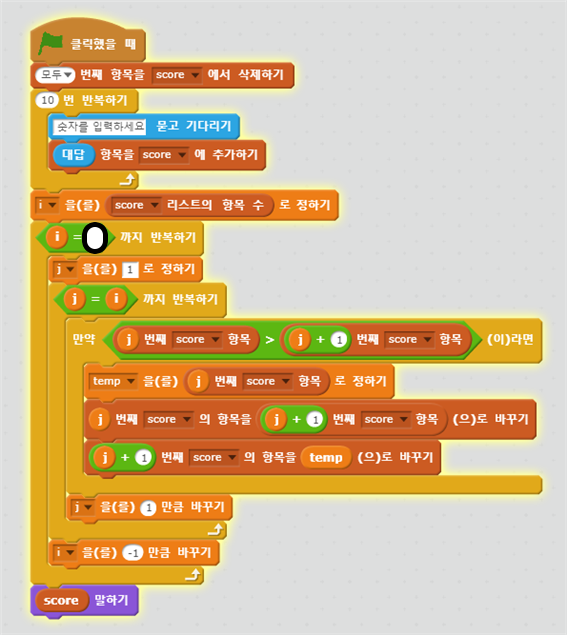 클릭했을 때
모두 번째 항목을 score 에서 삭제하기
10 번 반복하기
숫자를 입력하세요 묻고 기다리기
대답 항목을 score 에 추가하기
i 을(를) score 리스트의 항목 수 로 정하기
i = 까지 반복하기
j 을(를) 1 로 정하기
j = i 까지 반복하기
만약 j 번째 score 항목 > j + 1 번째 score 항목 (이)라면
temp 을(를) j 번째 score 항목 로 정하기
j 번째 score 의 항목을 j + 1 번째 score 항목 (으)로 바꾸기
j + 1 번째 score 의 항목을 temp (으)로 바꾸기
j 을(를) 1 만큼 바꾸기
i 을(를) -1 만큼 바꾸기
score 말하기